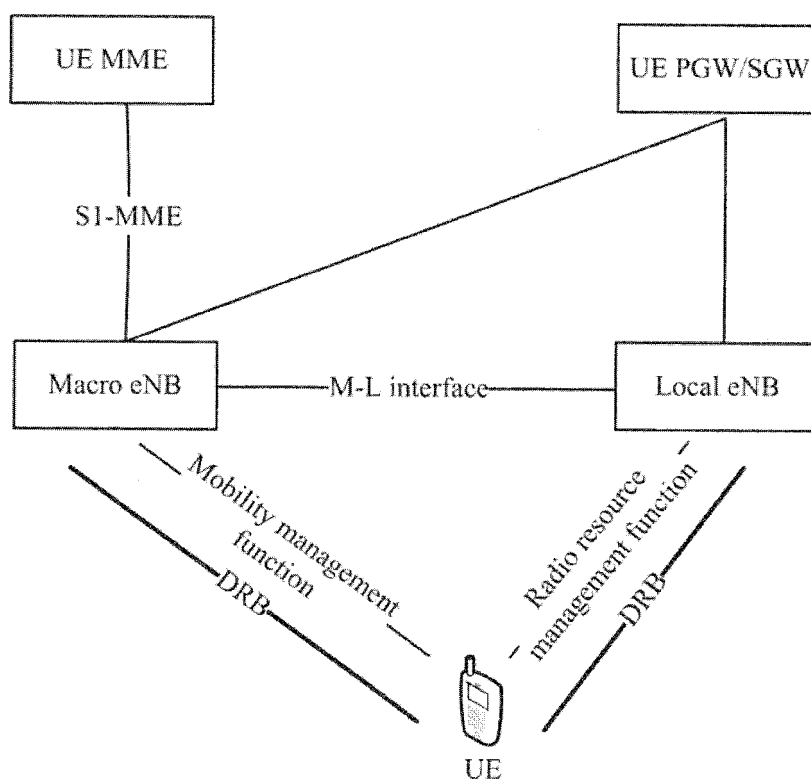 UE MME
UE PGW/SGW
S1-MME
Macro eNB
M-L interface
Local eNB
Mobility management
function
DRB
Radio resource
management function
DRB
UE